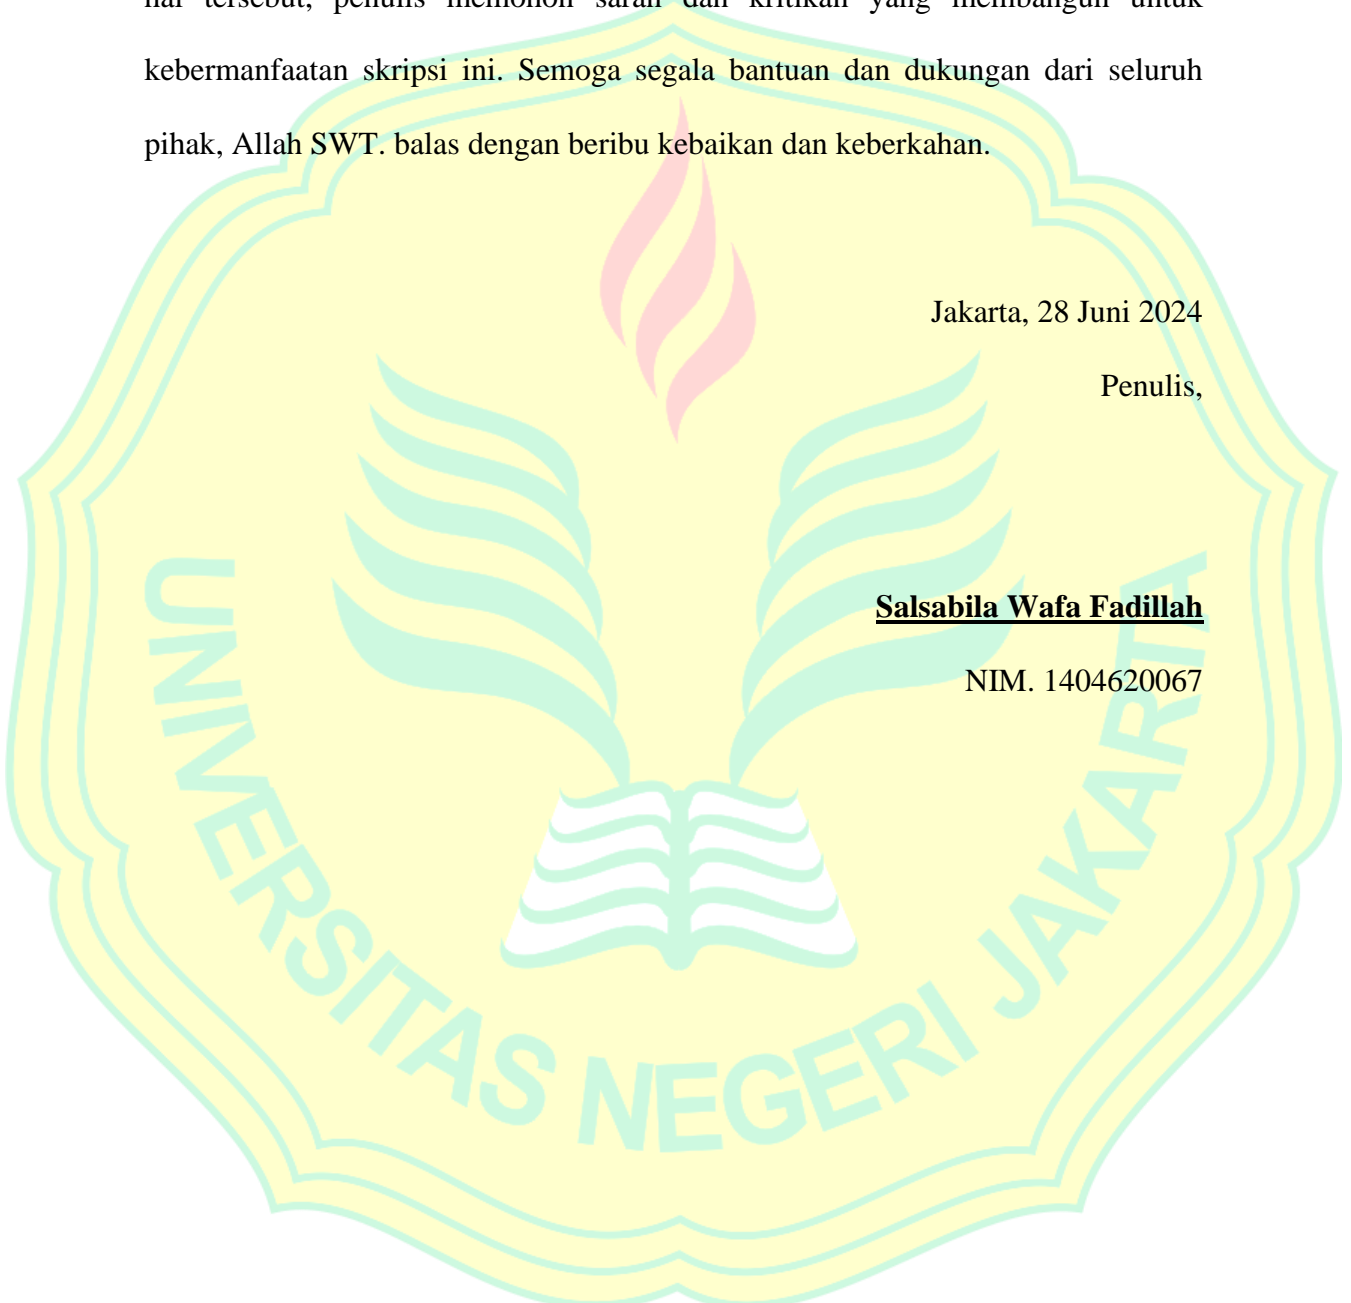 hal tersebut, penulis memohon saran dan kritikan yang membangun untuk
kebermanfaatan skripsi ini. Semoga segala bantuan dan dukungan dari seluruh
pihak, Allah SWT. balas dengan beribu kebaikan dan keberkahan.
Jakarta, 28 Juni 2024
Penulis,
Salsabila Wafa Fadillah
NIM. 1404620067
UNIVERSITAS NEGERI JAKARTA